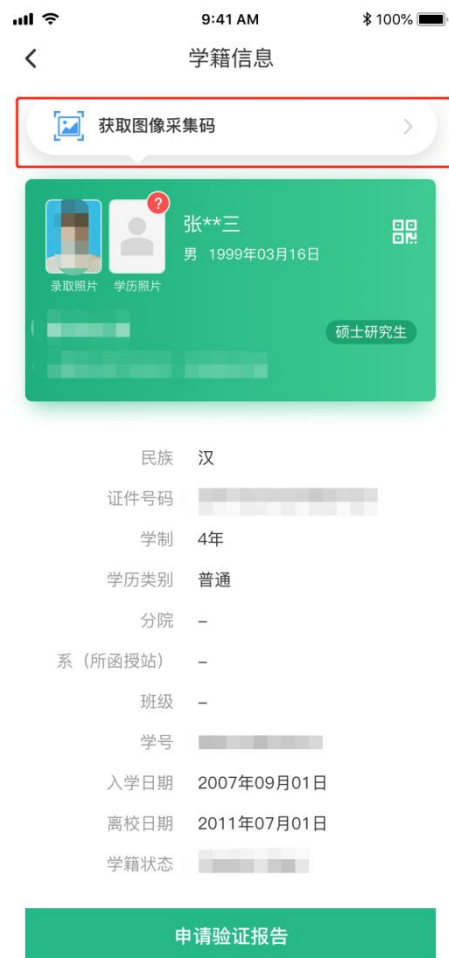 9:41 AM 100%
学籍信息
获取图像采集码
?
张**三
男 1999年03月16日
录取照片 学历照片
硕士研究生
民族 汉
证件号码
学制 4年
学历类别 普通
分院 –
系（所函授站） –
班级 –
学号
入学日期 2007年09月01日
离校日期 2011年07月01日
学籍状态
申请验证报告